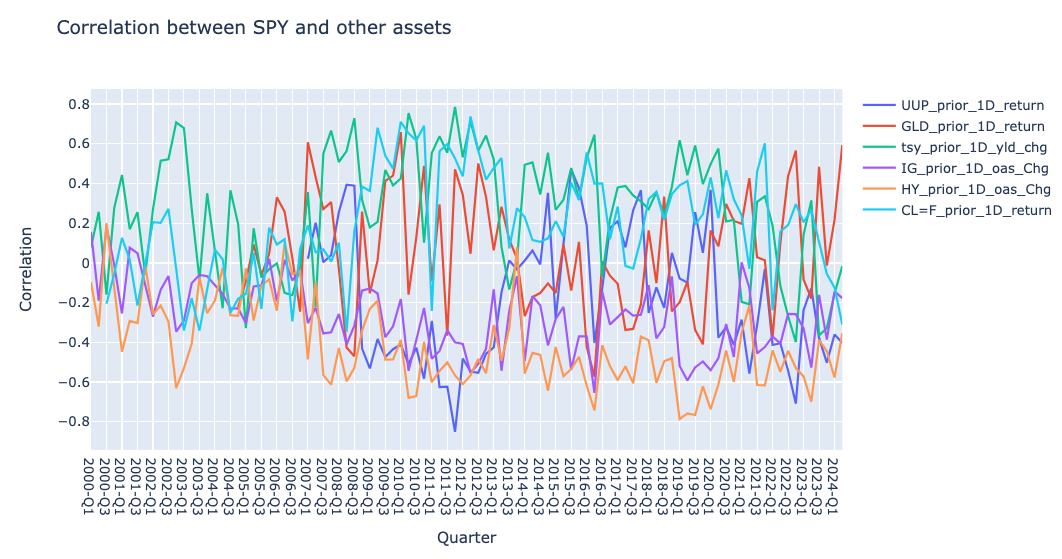 Correlation between SPY and other assets
UUP_prior_1D_return
GLD_prior_1D_return
tsy_prior_1D_yld_chg
IG_prior_1D_oas_Chg
HY_prior_1D_oas_Chg
CL=F_prior_1D_return
Correlation
0.8
0.6
0.4
0.2
0
−0.2
−0.4
−0.6
−0.8
2000-Q1
2000-Q3
2001-Q1
2001-Q3
2002-Q1
2002-Q3
2003-Q1
2003-Q3
2004-Q1
2004-Q3
2005-Q1
2005-Q3
2006-Q1
2006-Q3
2007-Q1
2007-Q3
2008-Q1
2008-Q3
2009-Q1
2009-Q3
2010-Q1
2010-Q3
2011-Q1
2011-Q3
2012-Q1
2012-Q3
2013-Q1
2013-Q3
2014-Q1
2014-Q3
2015-Q1
2015-Q3
2016-Q1
2016-Q3
2017-Q1
2017-Q3
2018-Q1
2018-Q3
2019-Q1
2019-Q3
2020-Q1
2020-Q3
2021-Q1
2021-Q3
2022-Q1
2022-Q3
2023-Q1
2023-Q3
2024-Q1
Quarter